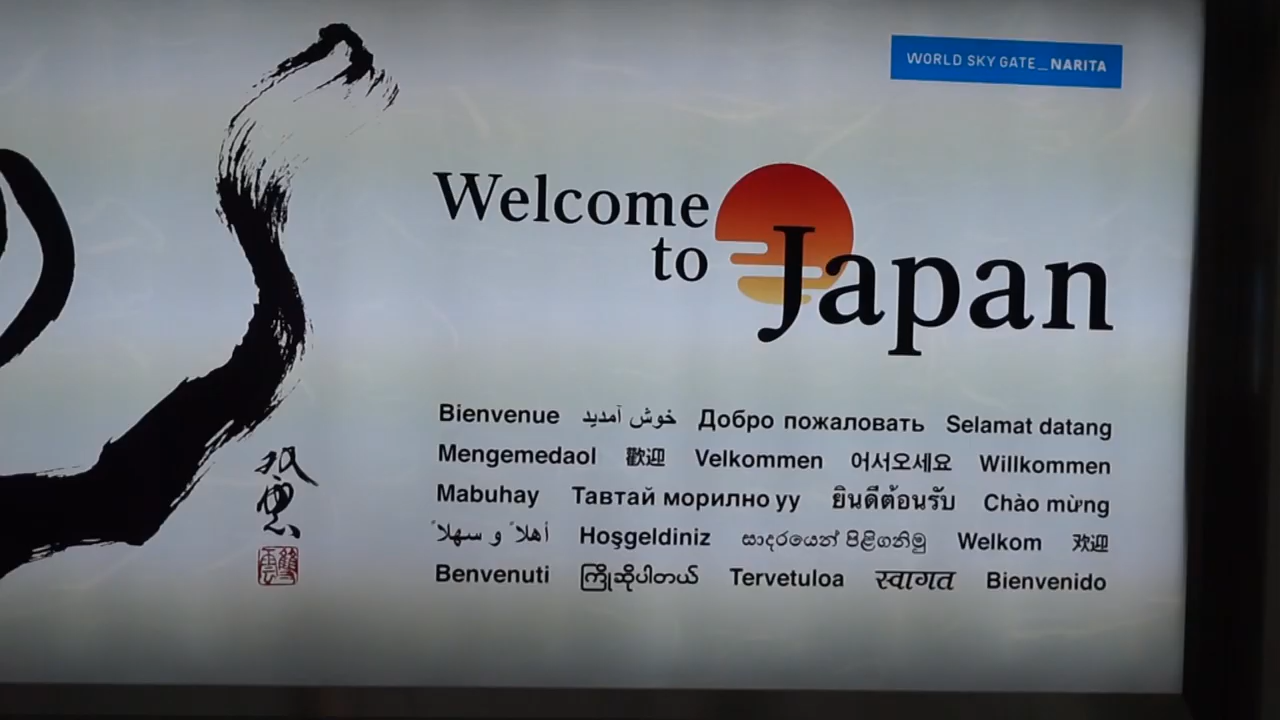 WORLD SKY GATE_NARITA
Welcome
to Japan
Bienvenue خوش آمدید Добро пожаловать Selamat datang
Mengemedaol 歡迎 Velkommen 어서오세요 Willkommen
Mabuhay Тавтай морилно уу ยินดีต้อนรับ Chào mừng
أهلاً و سهلاً Hoşgeldiniz සාදරයෙන් පිළිගනිමු Welkom 欢迎
Benvenuti ကြိုဆိုပါတယ် Tervetuloa स्वागत Bienvenido